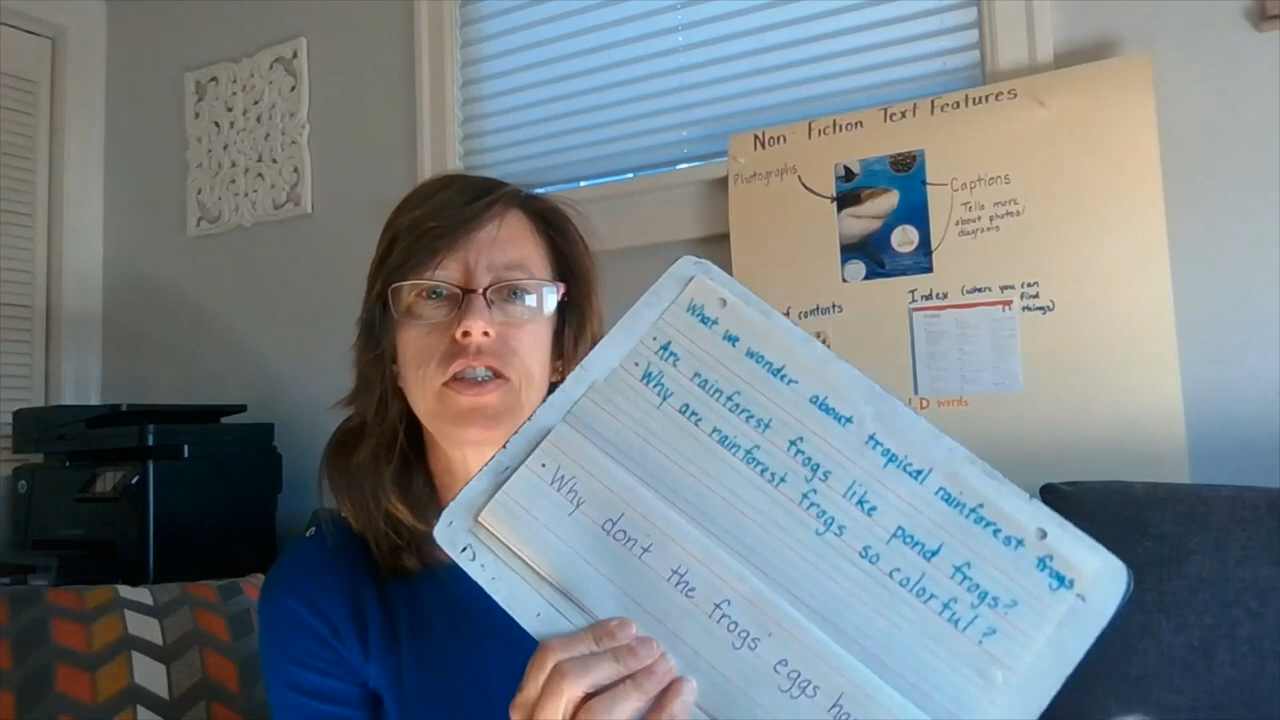 Non-Fiction Text Features
Photographs
Captions
Tells more
about photos/
diagrams
f contents
Index (where you can
find
things)
D words
What we wonder about tropical rainforest frogs
· Are rainforest frogs like pond frogs?
· Why are rainforest frogs so colorful?
· Why don't the frogs' eggs ha